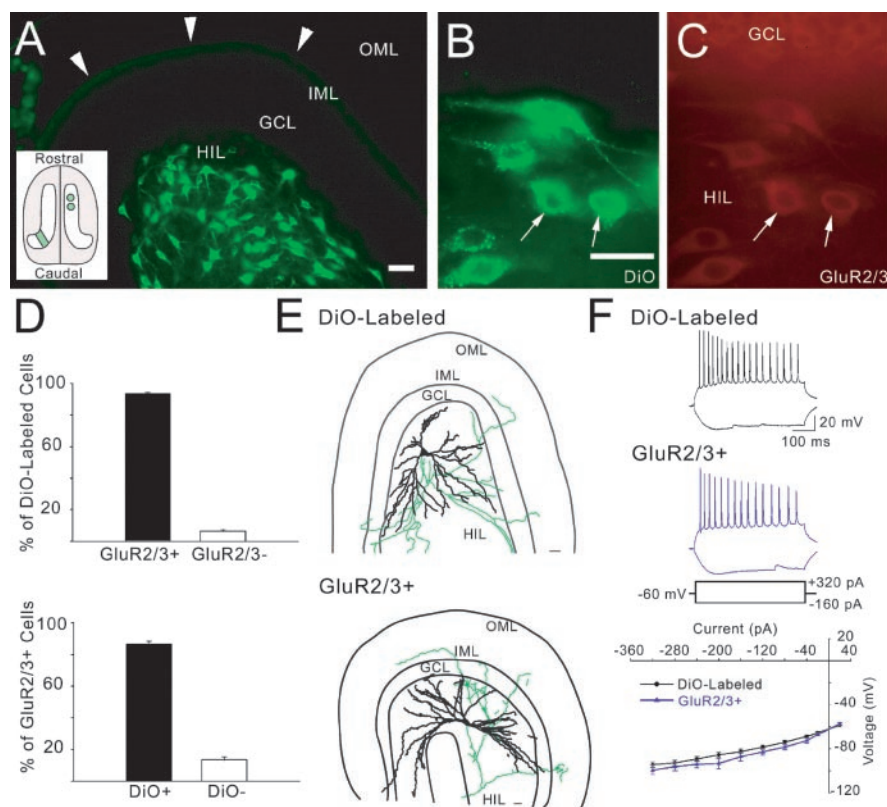 A
OML
IML
GCL
HIL
Rostral
Caudal
B
DiO
C
GCL
HIL
GluR2/3
D
% of DiO-Labeled Cells
100
60
20
GluR2/3+ GluR2/3-
% of GluR2/3+ Cells
100
60
20
DiO+ DiO-
E
DiO-Labeled
OML
IML
GCL
HIL
GluR2/3+
OML
IML
GCL
HIL
F
DiO-Labeled
20 mV
100 ms
GluR2/3+
-60 mV
+320 pA
-160 pA
Current (pA)
-360 -280 -200 -120 -40 40
20
-40
-80
-120
Voltage (mV)
DiO-Labeled
GluR2/3+